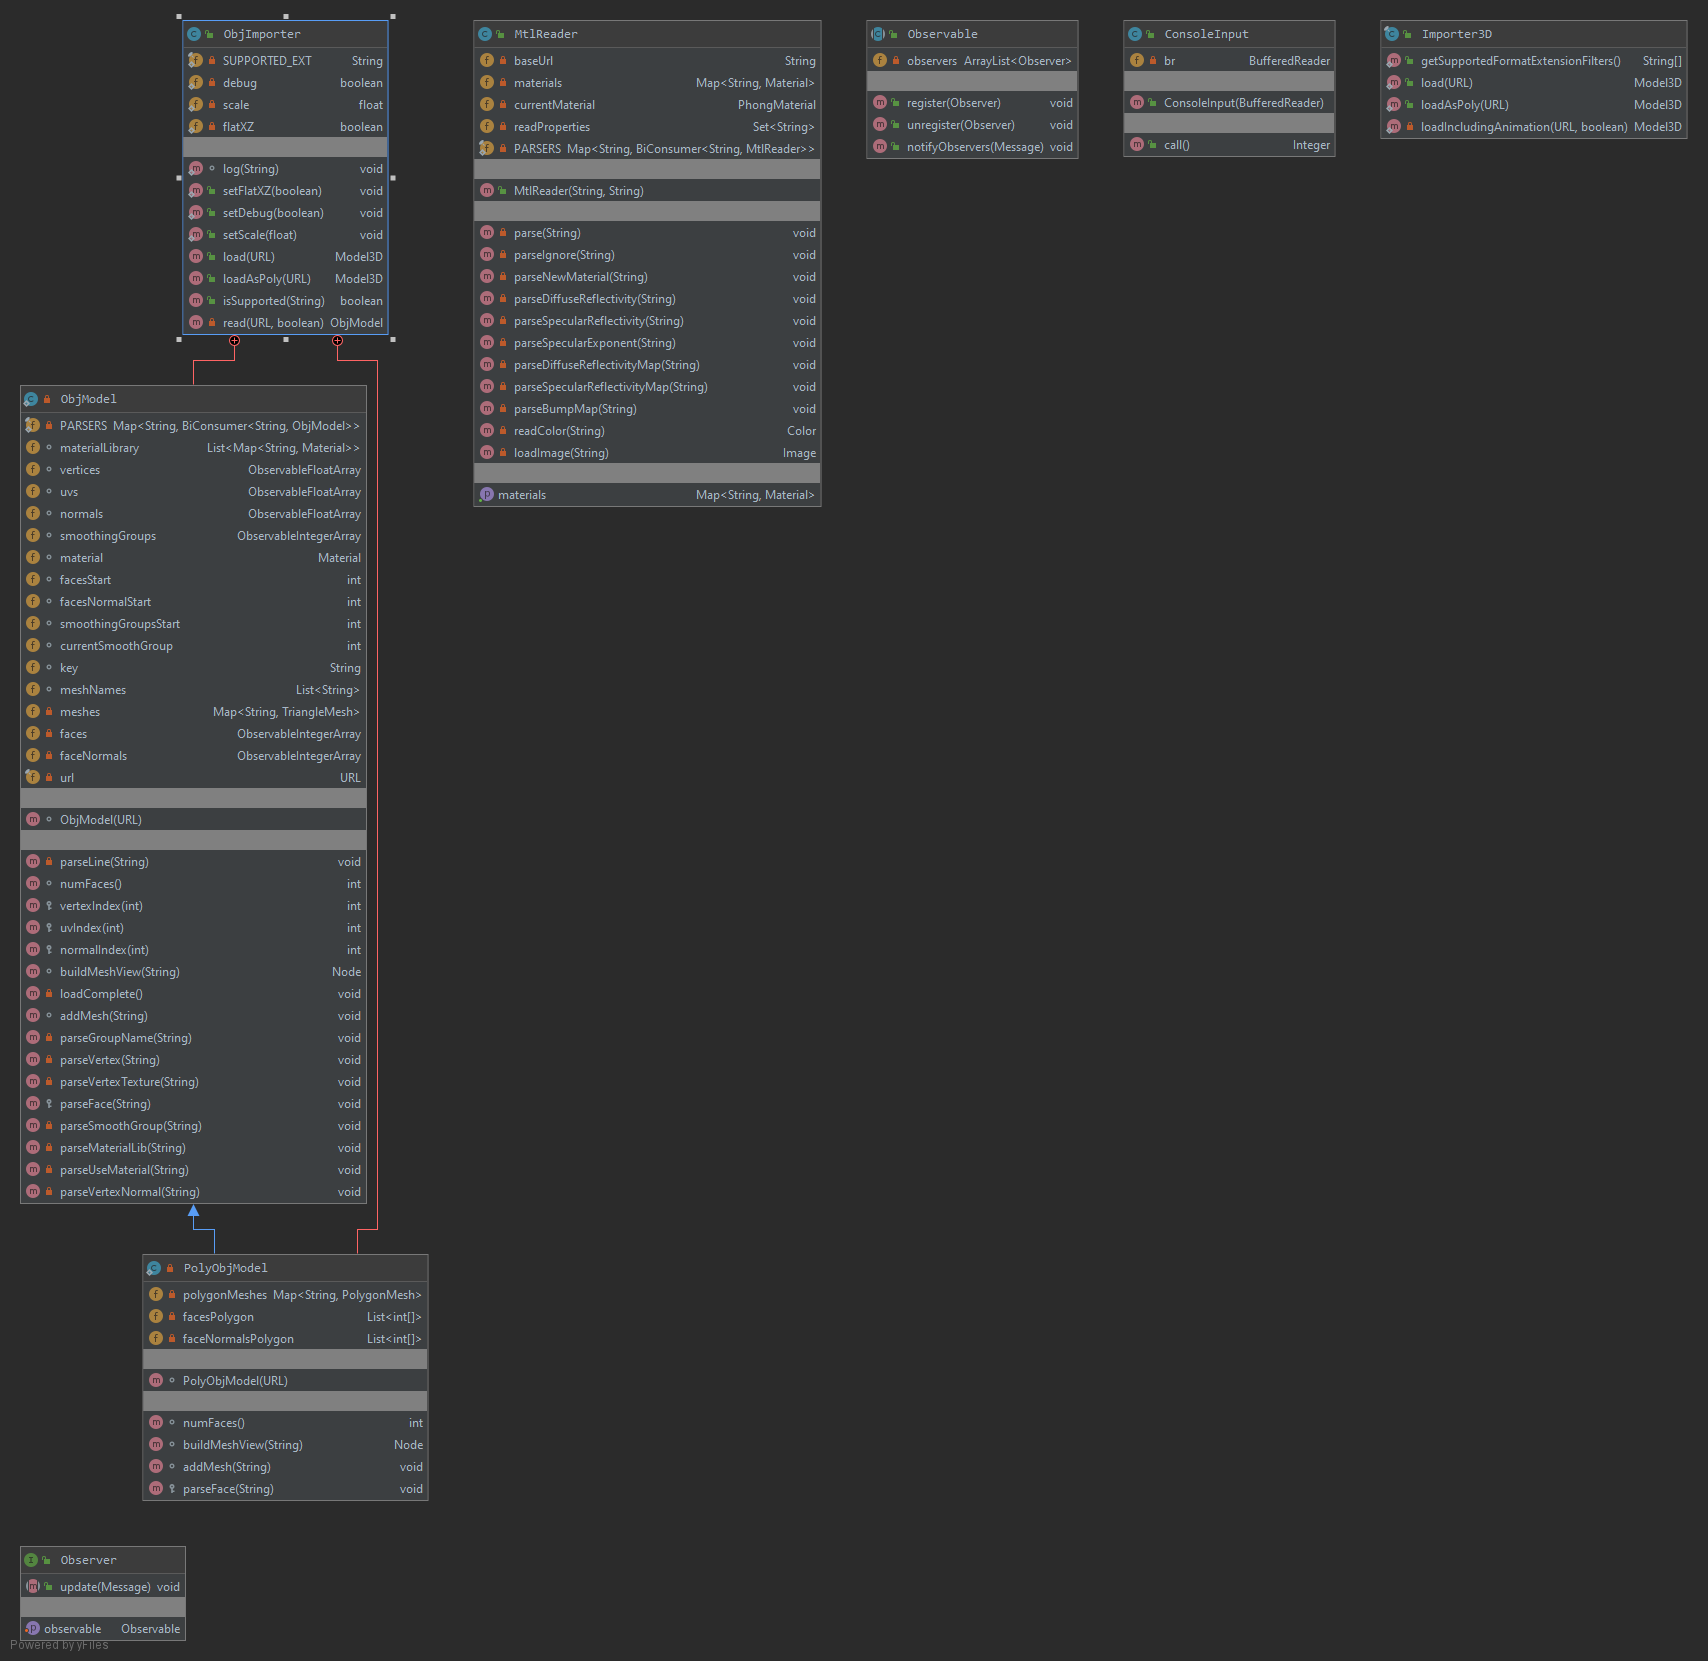 ObjImporter
SUPPORTED_EXT String
debug boolean
scale float
flatXZ boolean
log(String) void
setFlatXZ(boolean) void
setDebug(boolean) void
setScale(float) void
load(URL) Model3D
loadAsPoly(URL) Model3D
isSupported(String) boolean
read(URL, boolean) ObjModel
MtlReader
baseUrl String
materials Map<String, Material>
currentMaterial PhongMaterial
readProperties Set<String>
PARSERS Map<String, BiConsumer<String, MtlReader>>
MtlReader(String, String)
parse(String) void
parseIgnore(String) void
parseNewMaterial(String) void
parseDiffuseReflectivity(String) void
parseSpecularReflectivity(String) void
parseSpecularExponent(String) void
parseDiffuseReflectivityMap(String) void
parseSpecularReflectivityMap(String) void
parseBumpMap(String) void
readColor(String) Color
loadImage(String) Image
materials Map<String, Material>
Observable
observers ArrayList<Observer>
register(Observer) void
unregister(Observer) void
notifyObservers(Message) void
ConsoleInput
br BufferedReader
ConsoleInput(BufferedReader)
call() Integer
Importer3D
getSupportedFormatExtensionFilters() String[]
load(URL) Model3D
loadAsPoly(URL) Model3D
loadIncludingAnimation(URL, boolean) Model3D
ObjModel
PARSERS Map<String, BiConsumer<String, ObjModel>>
materialLibrary List<Map<String, Material>>
vertices ObservableFloatArray
uvs ObservableFloatArray
normals ObservableFloatArray
smoothingGroups ObservableIntegerArray
material Material
facesStart int
facesNormalStart int
smoothingGroupsStart int
currentSmoothGroup int
key String
meshNames List<String>
meshes Map<String, TriangleMesh>
faces ObservableIntegerArray
faceNormals ObservableIntegerArray
url URL
ObjModel(URL)
parseLine(String) void
numFaces() int
vertexIndex(int) int
uvIndex(int) int
normalIndex(int) int
buildMeshView(String) Node
loadComplete() void
addMesh(String) void
parseGroupName(String) void
parseVertex(String) void
parseVertexTexture(String) void
parseFace(String) void
parseSmoothGroup(String) void
parseMaterialLib(String) void
parseUseMaterial(String) void
parseVertexNormal(String) void
PolyObjModel
polygonMeshes Map<String, PolygonMesh>
facesPolygon List<int[]>
faceNormalsPolygon List<int[]>
PolyObjModel(URL)
numFaces() int
buildMeshView(String) Node
addMesh(String) void
parseFace(String) void
Observer
update(Message) void
observable Observable
Powered by yFiles